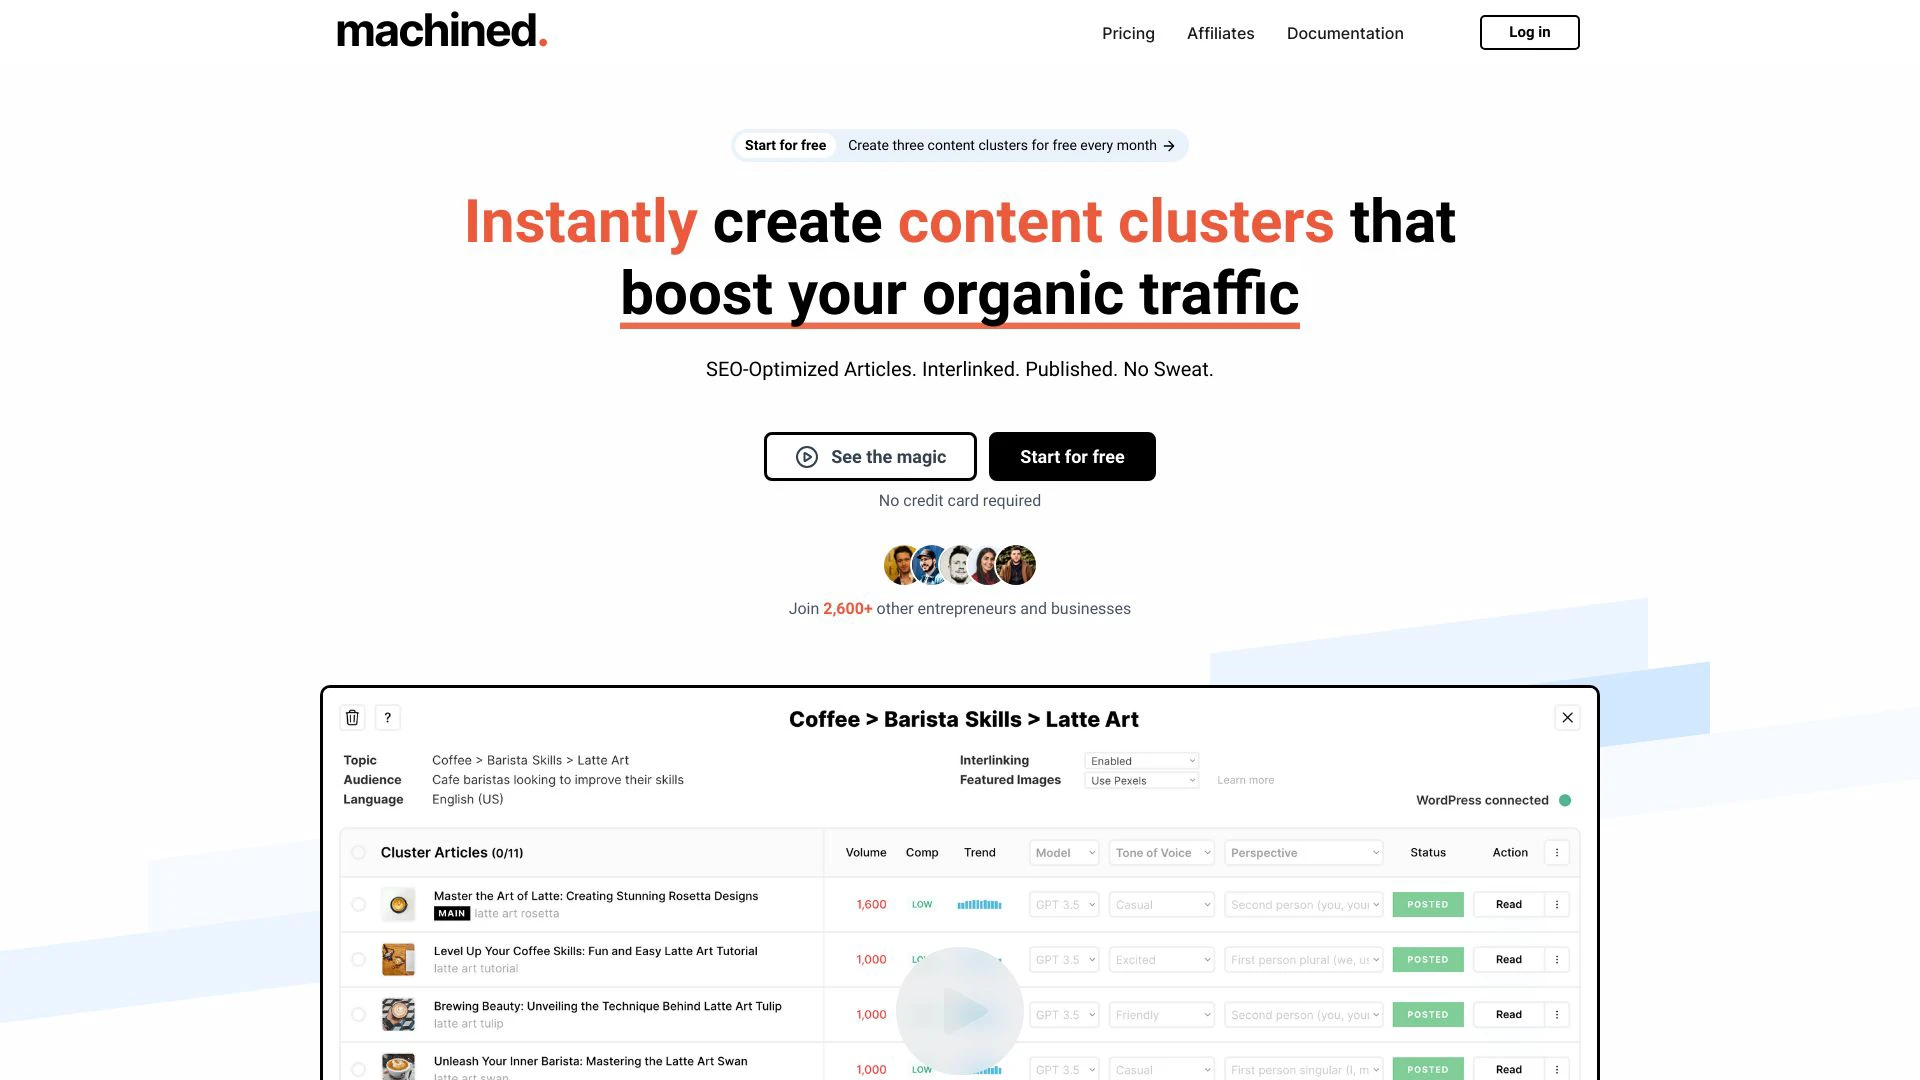 machined.
Pricing
Affiliates
Documentation
Log in
Start for free Create three content clusters for free every month →
Instantly create content clusters that
boost your organic traffic
SEO-Optimized Articles. Interlinked. Published. No Sweat.
See the magic
Start for free
No credit card required
Join 2,600+ other entrepreneurs and businesses
?
Coffee > Barista Skills > Latte Art
Topic Coffee > Barista Skills > Latte Art
Audience Cafe baristas looking to improve their skills
Language English (US)
Interlinking Enabled
Featured Images Use Pexels Learn more
WordPress connected
Cluster Articles (0/11) Volume Comp Trend Model Tone of Voice Perspective Status Action
Master the Art of Latte: Creating Stunning Rosetta Designs
MAIN latte art rosetta
1,600 LOW GPT 3.5 Casual Second person (you, your POSTED Read
Level Up Your Coffee Skills: Fun and Easy Latte Art Tutorial
latte art tutorial
1,000 GPT 3.5 Excited First person plural (we, us POSTED Read
Brewing Beauty: Unveiling the Technique Behind Latte Art Tulip
latte art tulip
1,000 GPT 3.5 Friendly Second person (you, your POSTED Read
Unleash Your Inner Barista: Mastering the Latte Art Swan
latte art swan
1,000 LOW GPT 3.5 Casual First person singular (I, m POSTED Read